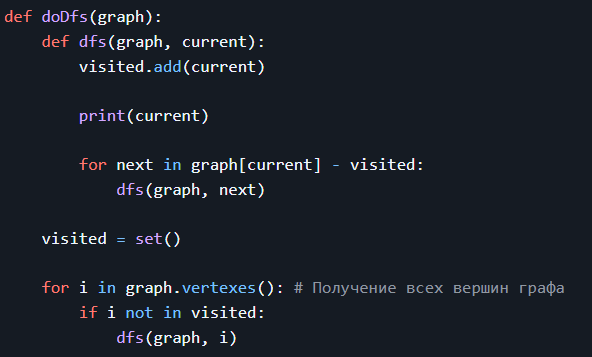 def doDfs(graph):
    def dfs(graph, current):
        visited.add(current)

        print(current)

        for next in graph[current] - visited:
            dfs(graph, next)

    visited = set()

    for i in graph.vertexes(): # Получение всех вершин графа
        if i not in visited:
            dfs(graph, i)